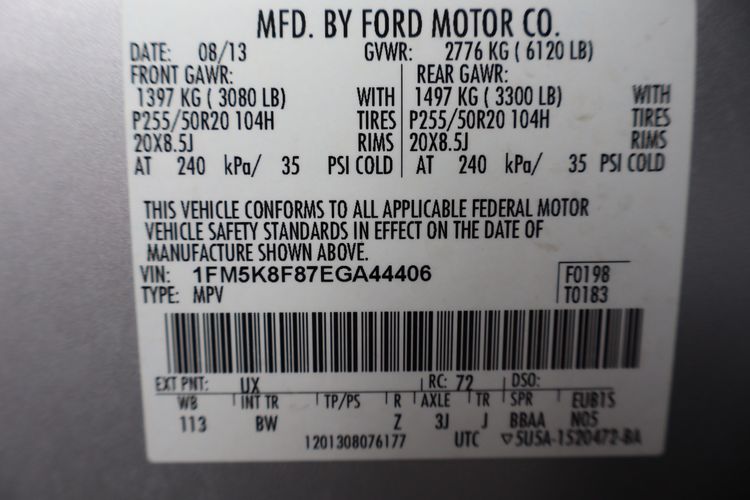 MFD. BY FORD MOTOR CO.
DATE: 08/13 GVWR: 2776 KG ( 6120 LB)
FRONT GAWR: REAR GAWR:
1397 KG ( 3080 LB) WITH 1497 KG ( 3300 LB) WITH
P255/50R20 104H TIRES P255/50R20 104H TIRES
20X8.5J RIMS 20X8.5J RIMS
AT 240 kPa/ 35 PSI COLD AT 240 kPa/ 35 PSI COLD
THIS VEHICLE CONFORMS TO ALL APPLICABLE FEDERAL MOTOR
VEHICLE SAFETY STANDARDS IN EFFECT ON THE DATE OF
MANUFACTURE SHOWN ABOVE.
VIN: 1FM5K8F87EGA44406 F0198
TYPE: MPV T0183
EXT PNT: UX RC: 72 DSO:
WB INT TR TP/PS R AXLE TR SPR EUB15
113 BW Z 3J J BBAA N05
1201308076177 UTC ▽5USA-1520472-BA